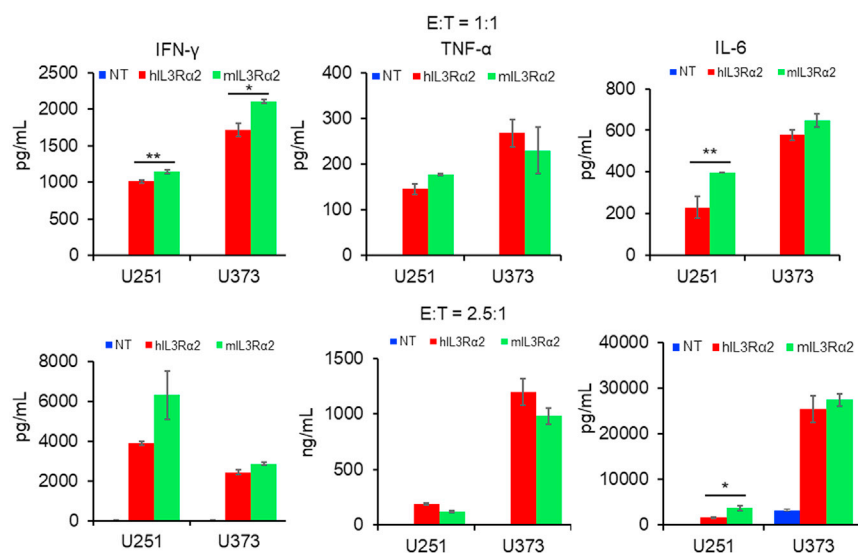 E:T = 1:1
IFN-γ
TNF-α
IL-6
NT hIL3Rα2 mIL3Rα2
NT hIL3Rα2 mIL3Rα2
NT hIL3Rα2 mIL3Rα2
pg/mL
2500
2000
1500
1000
500
0
**
*
U251 U373
pg/mL
400
300
200
100
0
U251 U373
pg/mL
800
600
400
200
0
**
U251 U373
E:T = 2.5:1
NT hIL3Rα2 mIL3Rα2
NT hIL3Rα2 mIL3Rα2
NT hIL3Rα2 mIL3Rα2
pg/mL
8000
6000
4000
2000
0
U251 U373
ng/mL
1500
1000
500
0
U251 U373
pg/mL
40000
30000
20000
10000
0
*
U251 U373